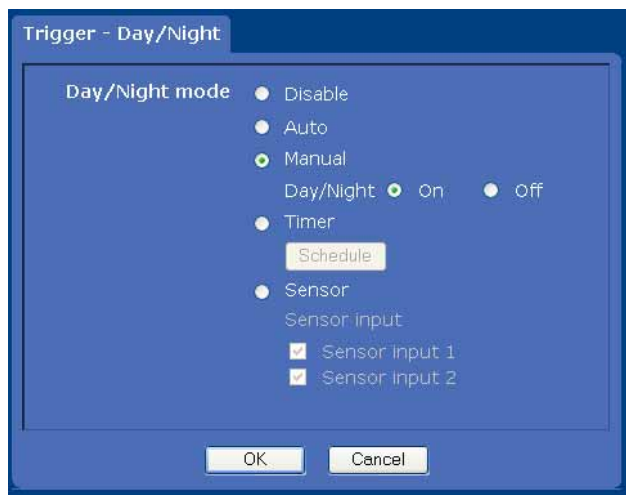 Trigger - Day/Night
Day/Night mode Disable
Auto
Manual
Day/Night On Off
Timer
Schedule
Sensor
Sensor input
Sensor input 1
Sensor input 2
OK Cancel